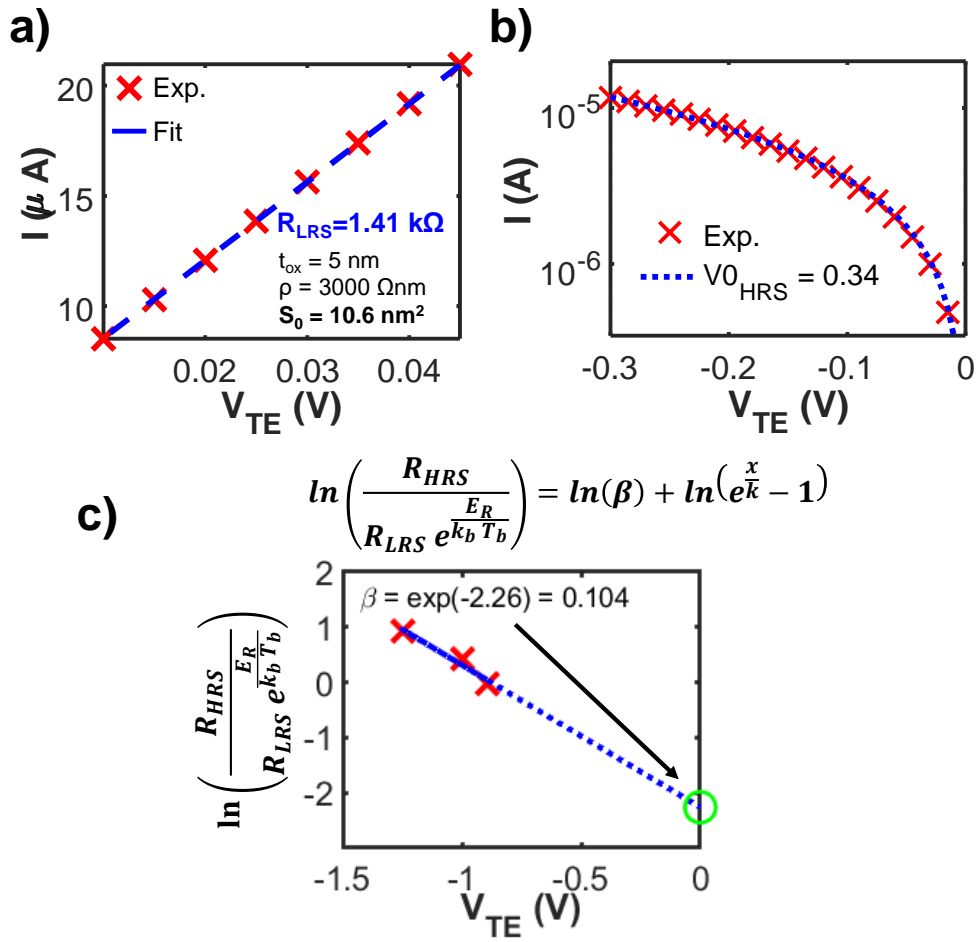 a)
20
15
10
I (μ A)
Exp.
Fit
R_LRS=1.41 kΩ
t_ox = 5 nm
ρ = 3000 Ωnm
S_0 = 10.6 nm²
0.02 0.03 0.04
V_TE (V)
b)
10⁻⁵
10⁻⁶
I (A)
Exp.
V0_HRS = 0.34
-0.3 -0.2 -0.1 0
V_TE (V)
c)
ln(R_HRS / (R_LRS e^(E_R / (k_b T_b)))) = ln(β) + ln(e^(x/k) − 1)
ln(R_HRS / (R_LRS e^(E_R / (k_b T_b))))
2
1
0
-1
-2
β = exp(-2.26) = 0.104
-1.5 -1 -0.5 0
V_TE (V)